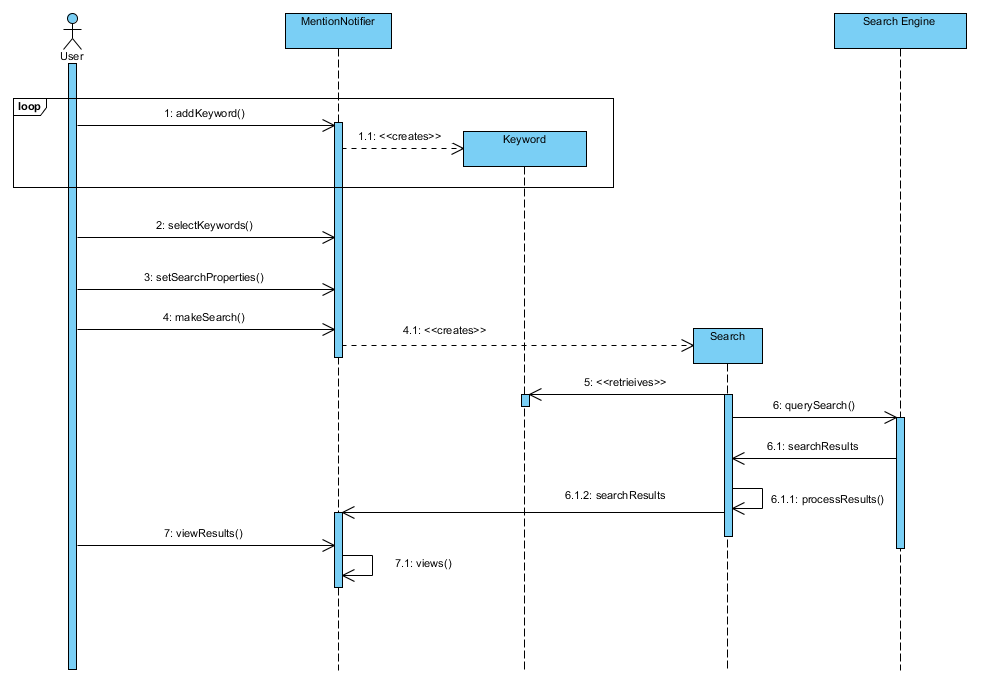 MentionNotifier
Search Engine
User
loop
1: addKeyword()
1.1: <<creates>>
Keyword
2: selectKeywords()
3: setSearchProperties()
4: makeSearch()
4.1: <<creates>>
Search
5: <<retrieives>>
6: querySearch()
6.1: searchResults
6.1.2: searchResults
6.1.1: processResults()
7: viewResults()
7.1: views()